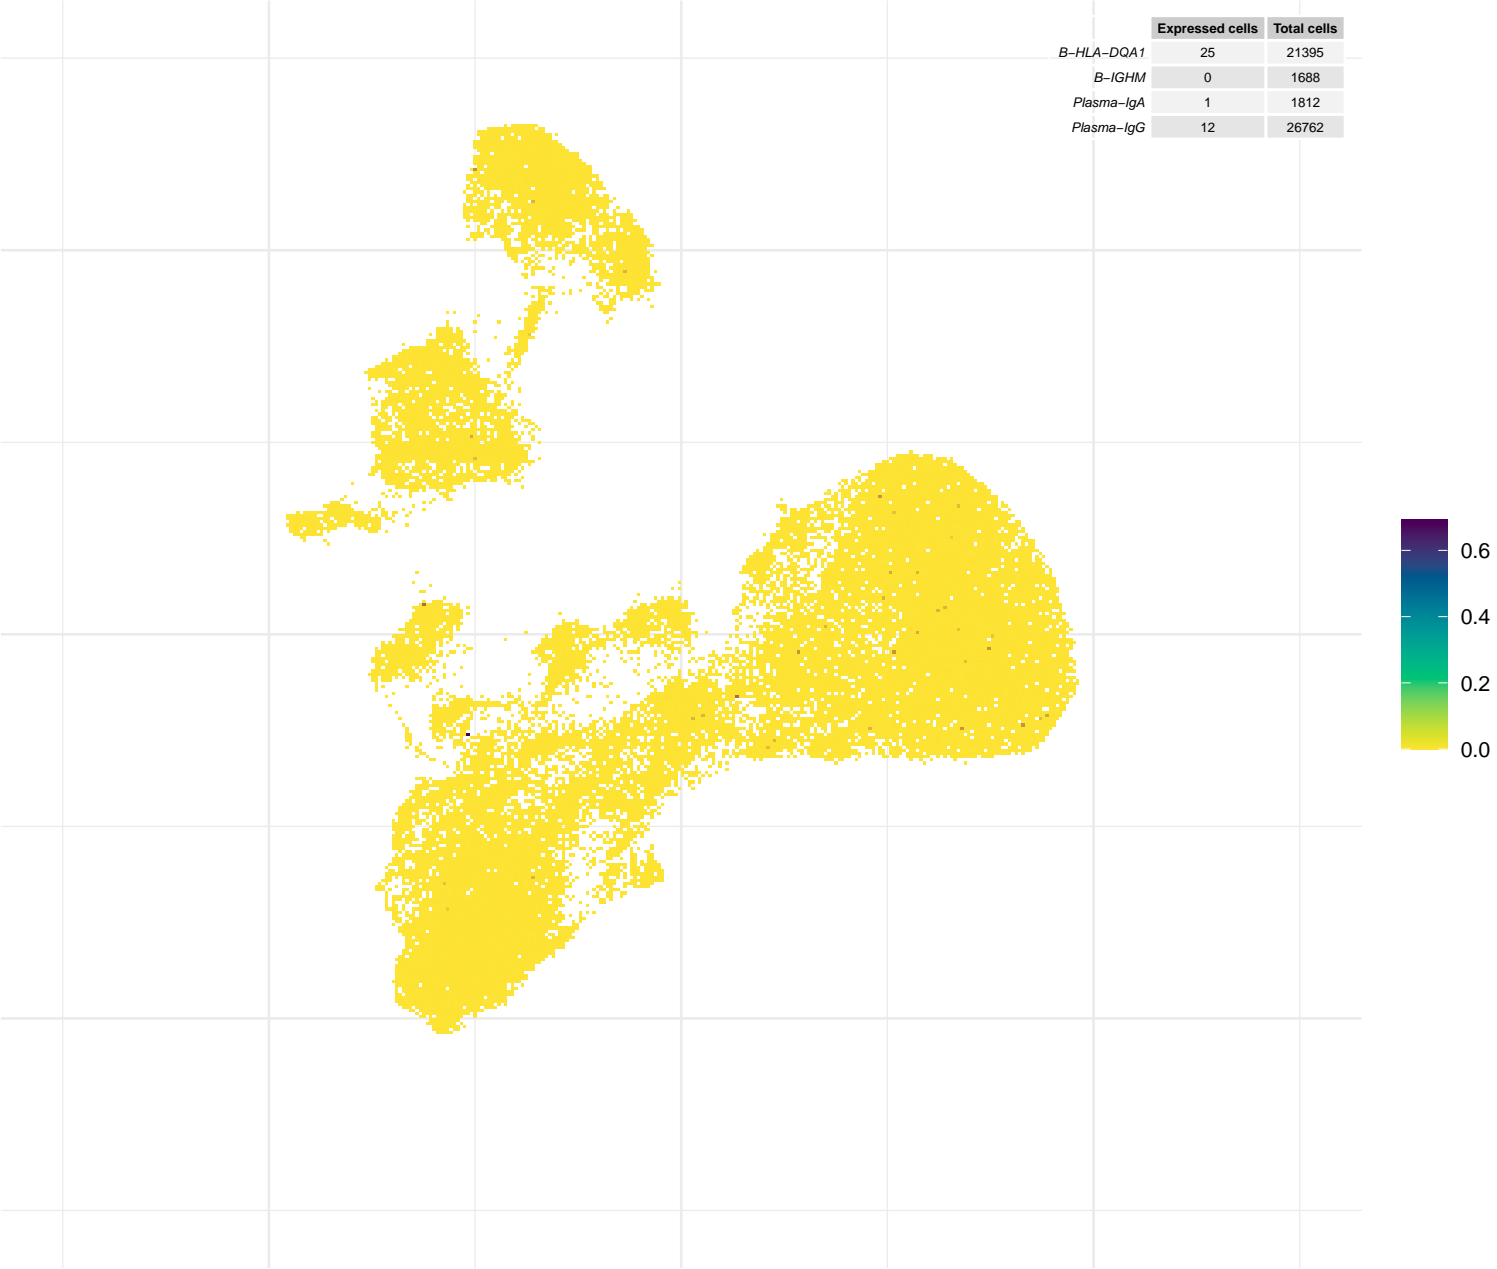 Expressed cells Total cells
B−HLA−DQA1 25 21395
B−IGHM 0 1688
Plasma−IgA 1 1812
Plasma−IgG 12 26762
0.6
0.4
0.2
0.0